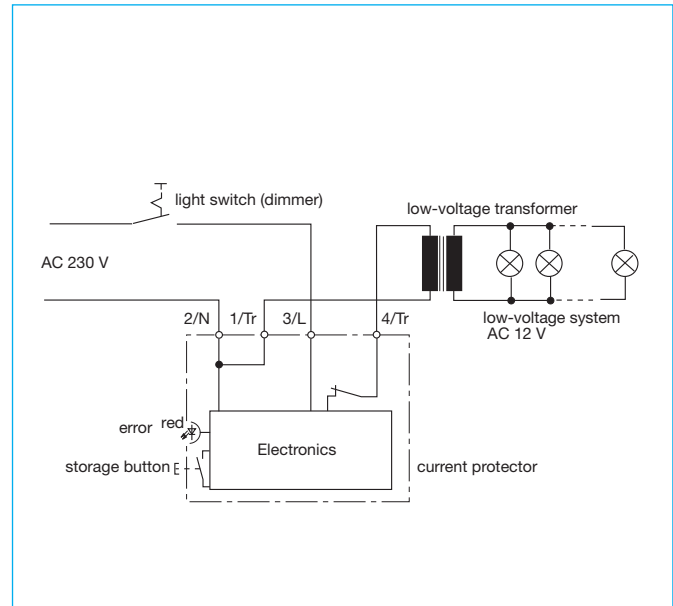 light switch (dimmer)
low-voltage transformer
AC 230 V
2/N 1/Tr 3/L 4/Tr
low-voltage system
AC 12 V
error red
Electronics
storage button
current protector